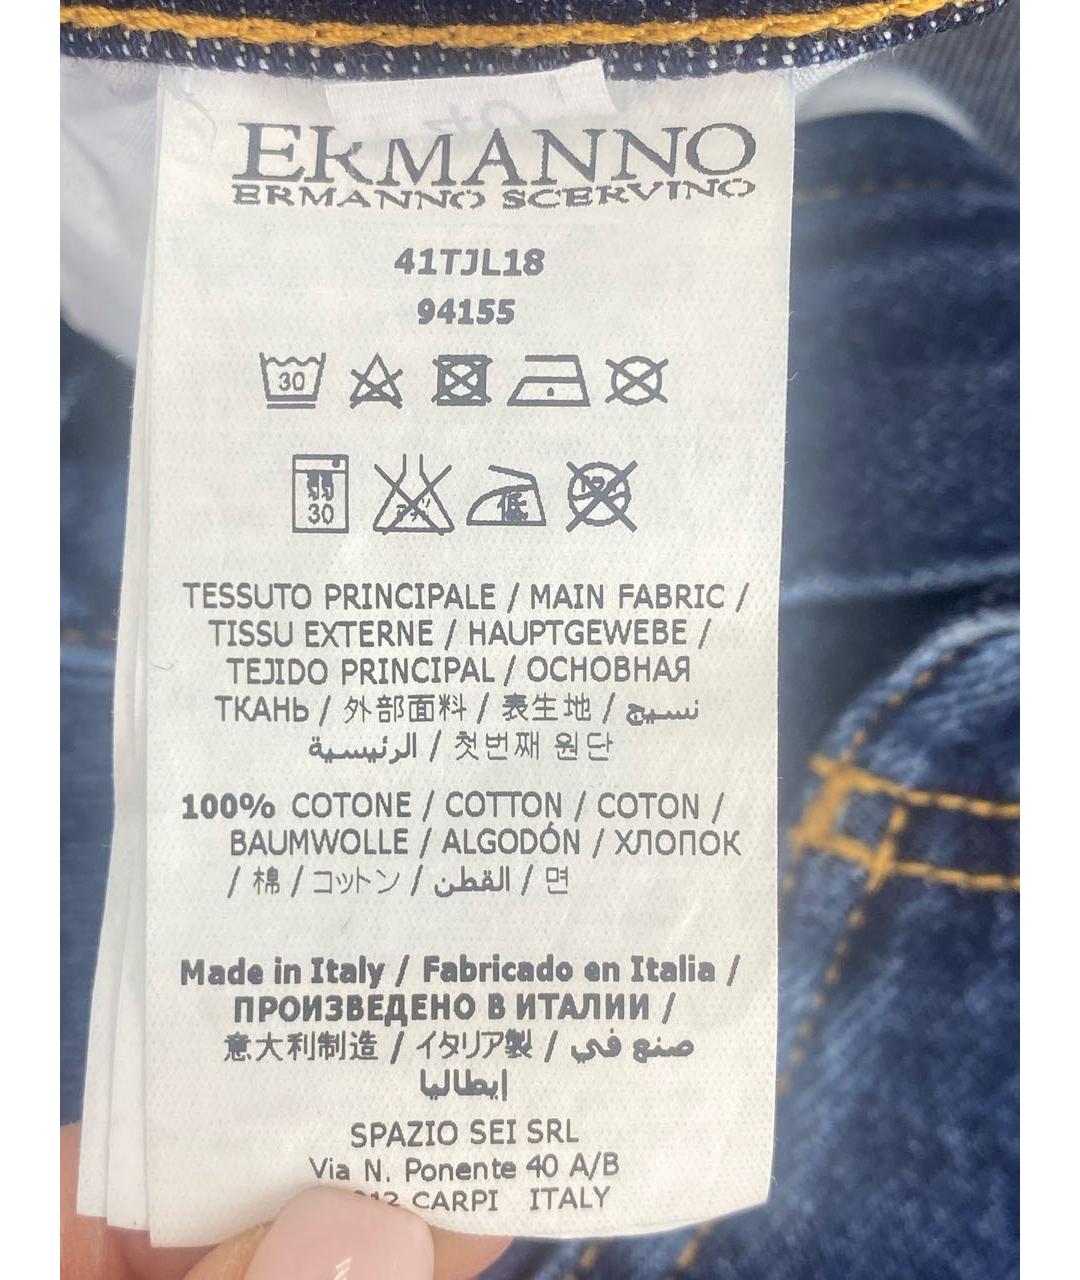 ERMANNO
ERMANNO SCERVINO
41TJL18
94155
30
30 低
TESSUTO PRINCIPALE / MAIN FABRIC /
TISSU EXTERNE / HAUPTGEWEBE /
TEJIDO PRINCIPAL / ОСНОВНАЯ
ТКАНЬ / 外部面料 / 表生地 / نسيج
الرئيسية / 첫번째 원단
100% COTONE / COTTON / COTON /
BAUMWOLLE / ALGODÓN / ХЛОПОК
/ 棉 / コットン / القطن / 면
Made in Italy / Fabricado en Italia /
ПРОИЗВЕДЕНО В ИТАЛИИ /
意大利制造 / イタリア製 / صنع في
إيطاليا
SPAZIO SEI SRL
Via N. Ponente 40 A/B
CARPI ITALY